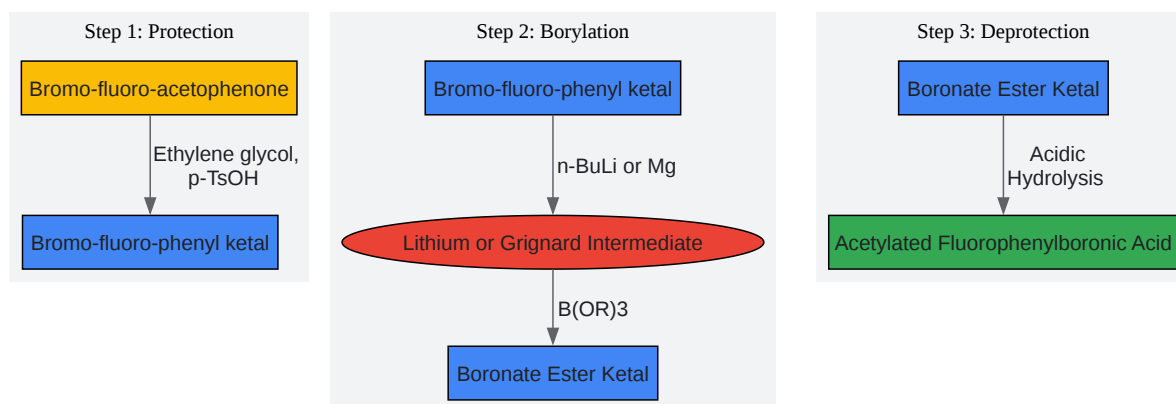 Step 1: Protection
Bromo-fluoro-acetophenone
Ethylene glycol,
p-TsOH
Bromo-fluoro-phenyl ketal
Step 2: Borylation
Bromo-fluoro-phenyl ketal
n-BuLi or Mg
Lithium or Grignard Intermediate
B(OR)3
Boronate Ester Ketal
Step 3: Deprotection
Boronate Ester Ketal
Acidic
Hydrolysis
Acetylated Fluorophenylboronic Acid